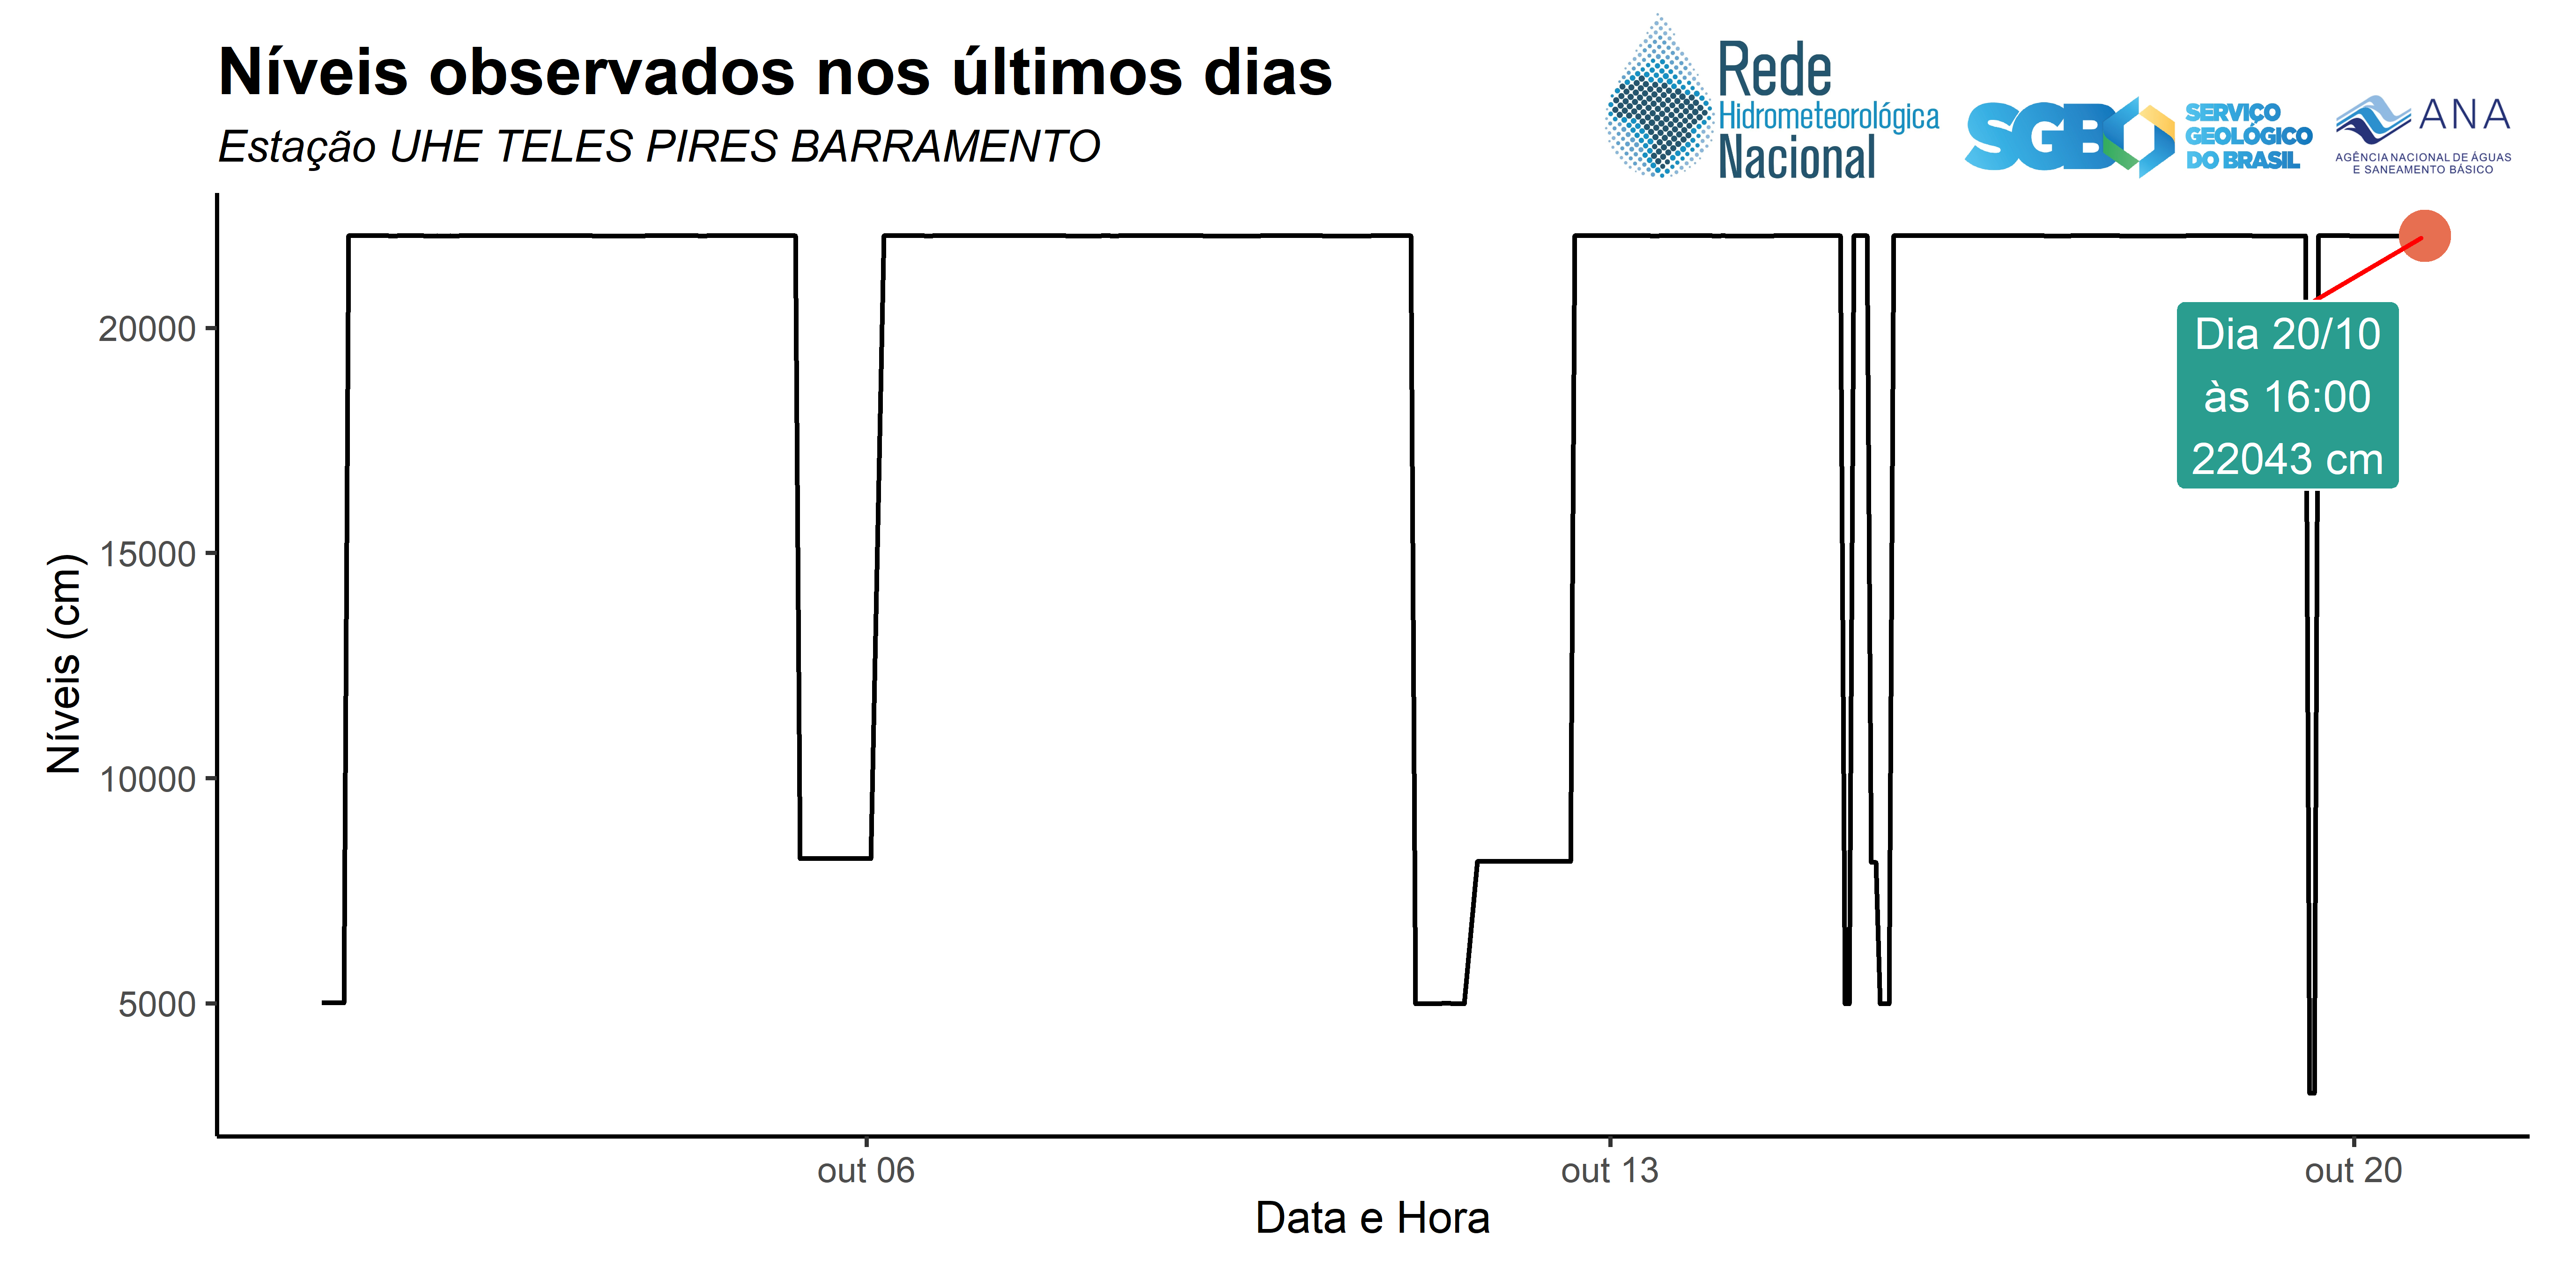 Níveis observados nos últimos dias
Estação UHE TELES PIRES BARRAMENTO
Rede
Hidrometeorológica
Nacional
SGB
SERVIÇO
GEOLÓGICO
DO BRASIL
ANA
AGÊNCIA NACIONAL DE ÁGUAS
E SANEAMENTO BÁSICO
Níveis (cm)
20000
15000
10000
5000
Dia 20/10
às 16:00
22043 cm
out 06
out 13
out 20
Data e Hora